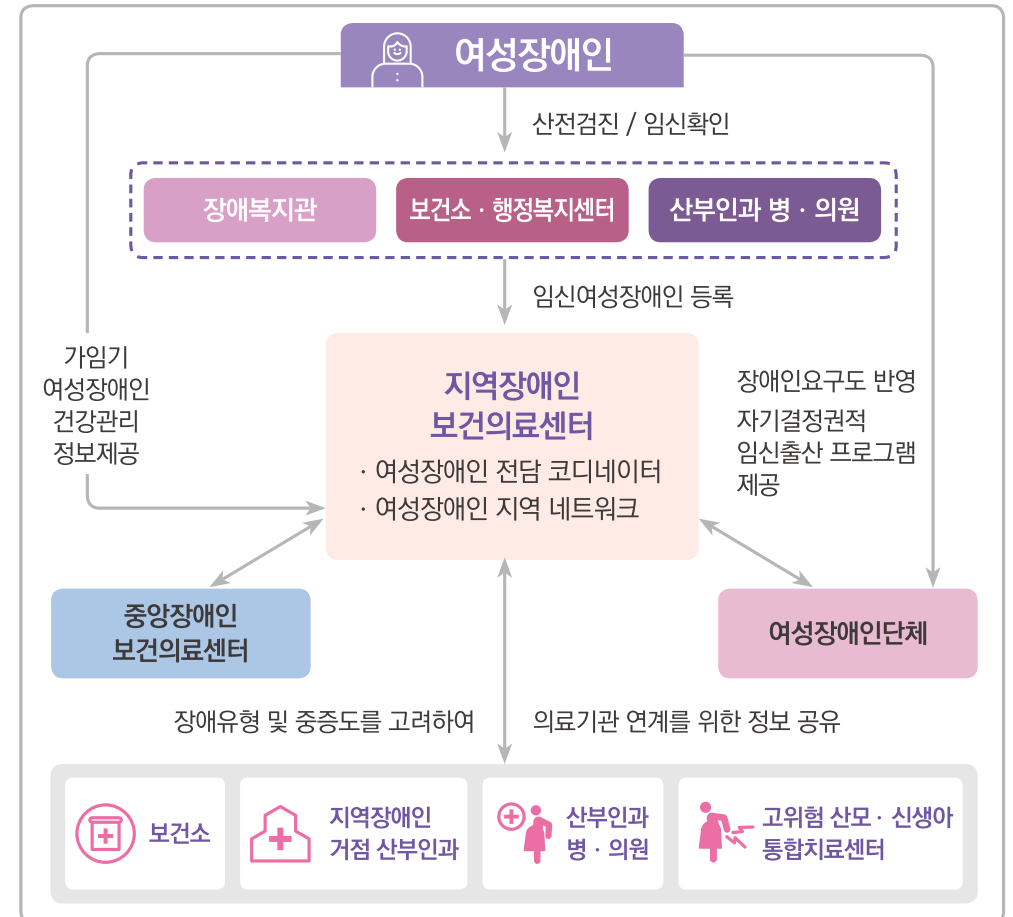 여성장애인
산전검진 / 임신확인
장애복지관
보건소 · 행정복지센터
산부인과 병 · 의원
임신여성장애인 등록
가임기
여성장애인
건강관리
정보제공
지역장애인
보건의료센터
· 여성장애인 전담 코디네이터
· 여성장애인 지역 네트워크
장애인요구도 반영
자기결정권적
임신출산 프로그램
제공
중앙장애인
보건의료센터
여성장애인단체
장애유형 및 중증도를 고려하여
의료기관 연계를 위한 정보 공유
보건소
지역장애인
거점 산부인과
산부인과
병 · 의원
고위험 산모 · 신생아
통합치료센터